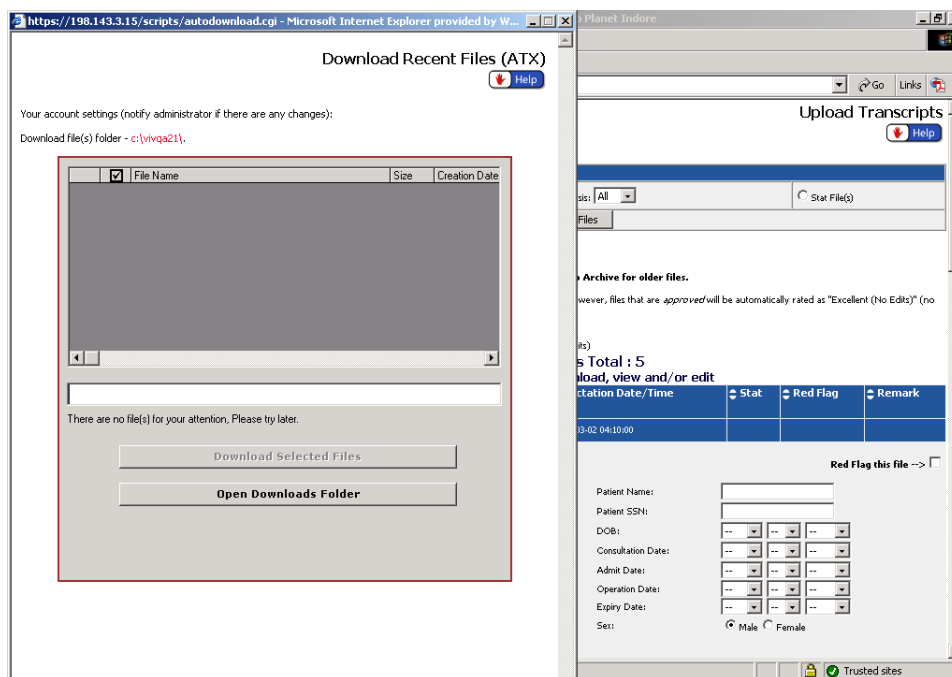 https://198.143.3.15/scripts/autodownload.cgi - Microsoft Internet Explorer provided by W...
Download Recent Files (ATX)
Help
Your account settings (notify administrator if there are any changes):
Download file(s) folder - c:\vivqa21\.
File Name Size Creation Date
There are no file(s) for your attention, Please try later.
Download Selected Files
Open Downloads Folder
Planet Indore
Go Links
Upload Transcripts
Help
sis: All Stat File(s)
Files
Archive for older files.
wever, files that are approved will be automatically rated as "Excellent (No Edits)" (no
its)
s Total : 5
load, view and/or edit
ctation Date/Time Stat Red Flag Remark
03-02 04:10:00
Red Flag this file -->
Patient Name:
Patient SSN:
DOB: -- -- --
Consultation Date: -- -- --
Admit Date: -- -- --
Operation Date: -- -- --
Expiry Date: -- -- --
Sex: Male Female
Trusted sites